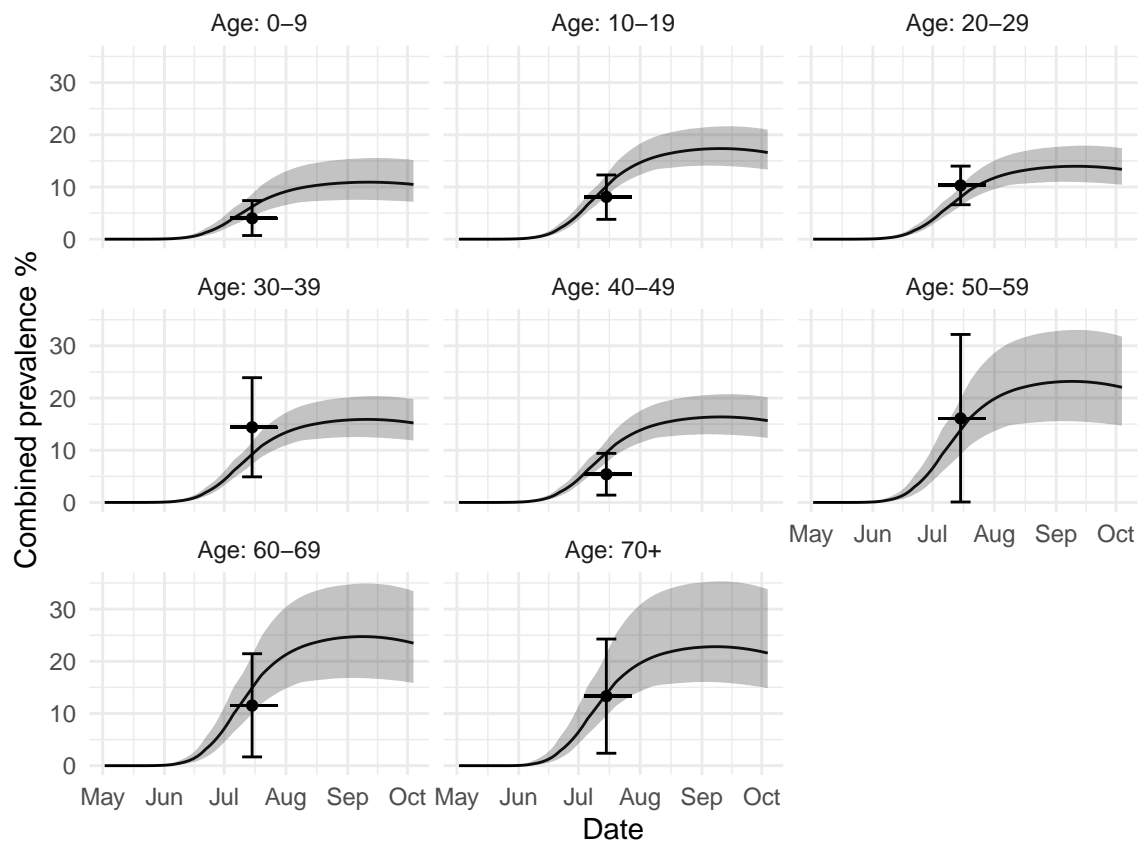 Age: 0−9
Age: 10−19
Age: 20−29
30
20
10
0
Age: 30−39
Age: 40−49
Age: 50−59
30
20
10
0
May Jun Jul Aug Sep Oct
Age: 60−69
Age: 70+
30
20
10
0
May Jun Jul Aug Sep Oct
May Jun Jul Aug Sep Oct
Date
Combined prevalence %